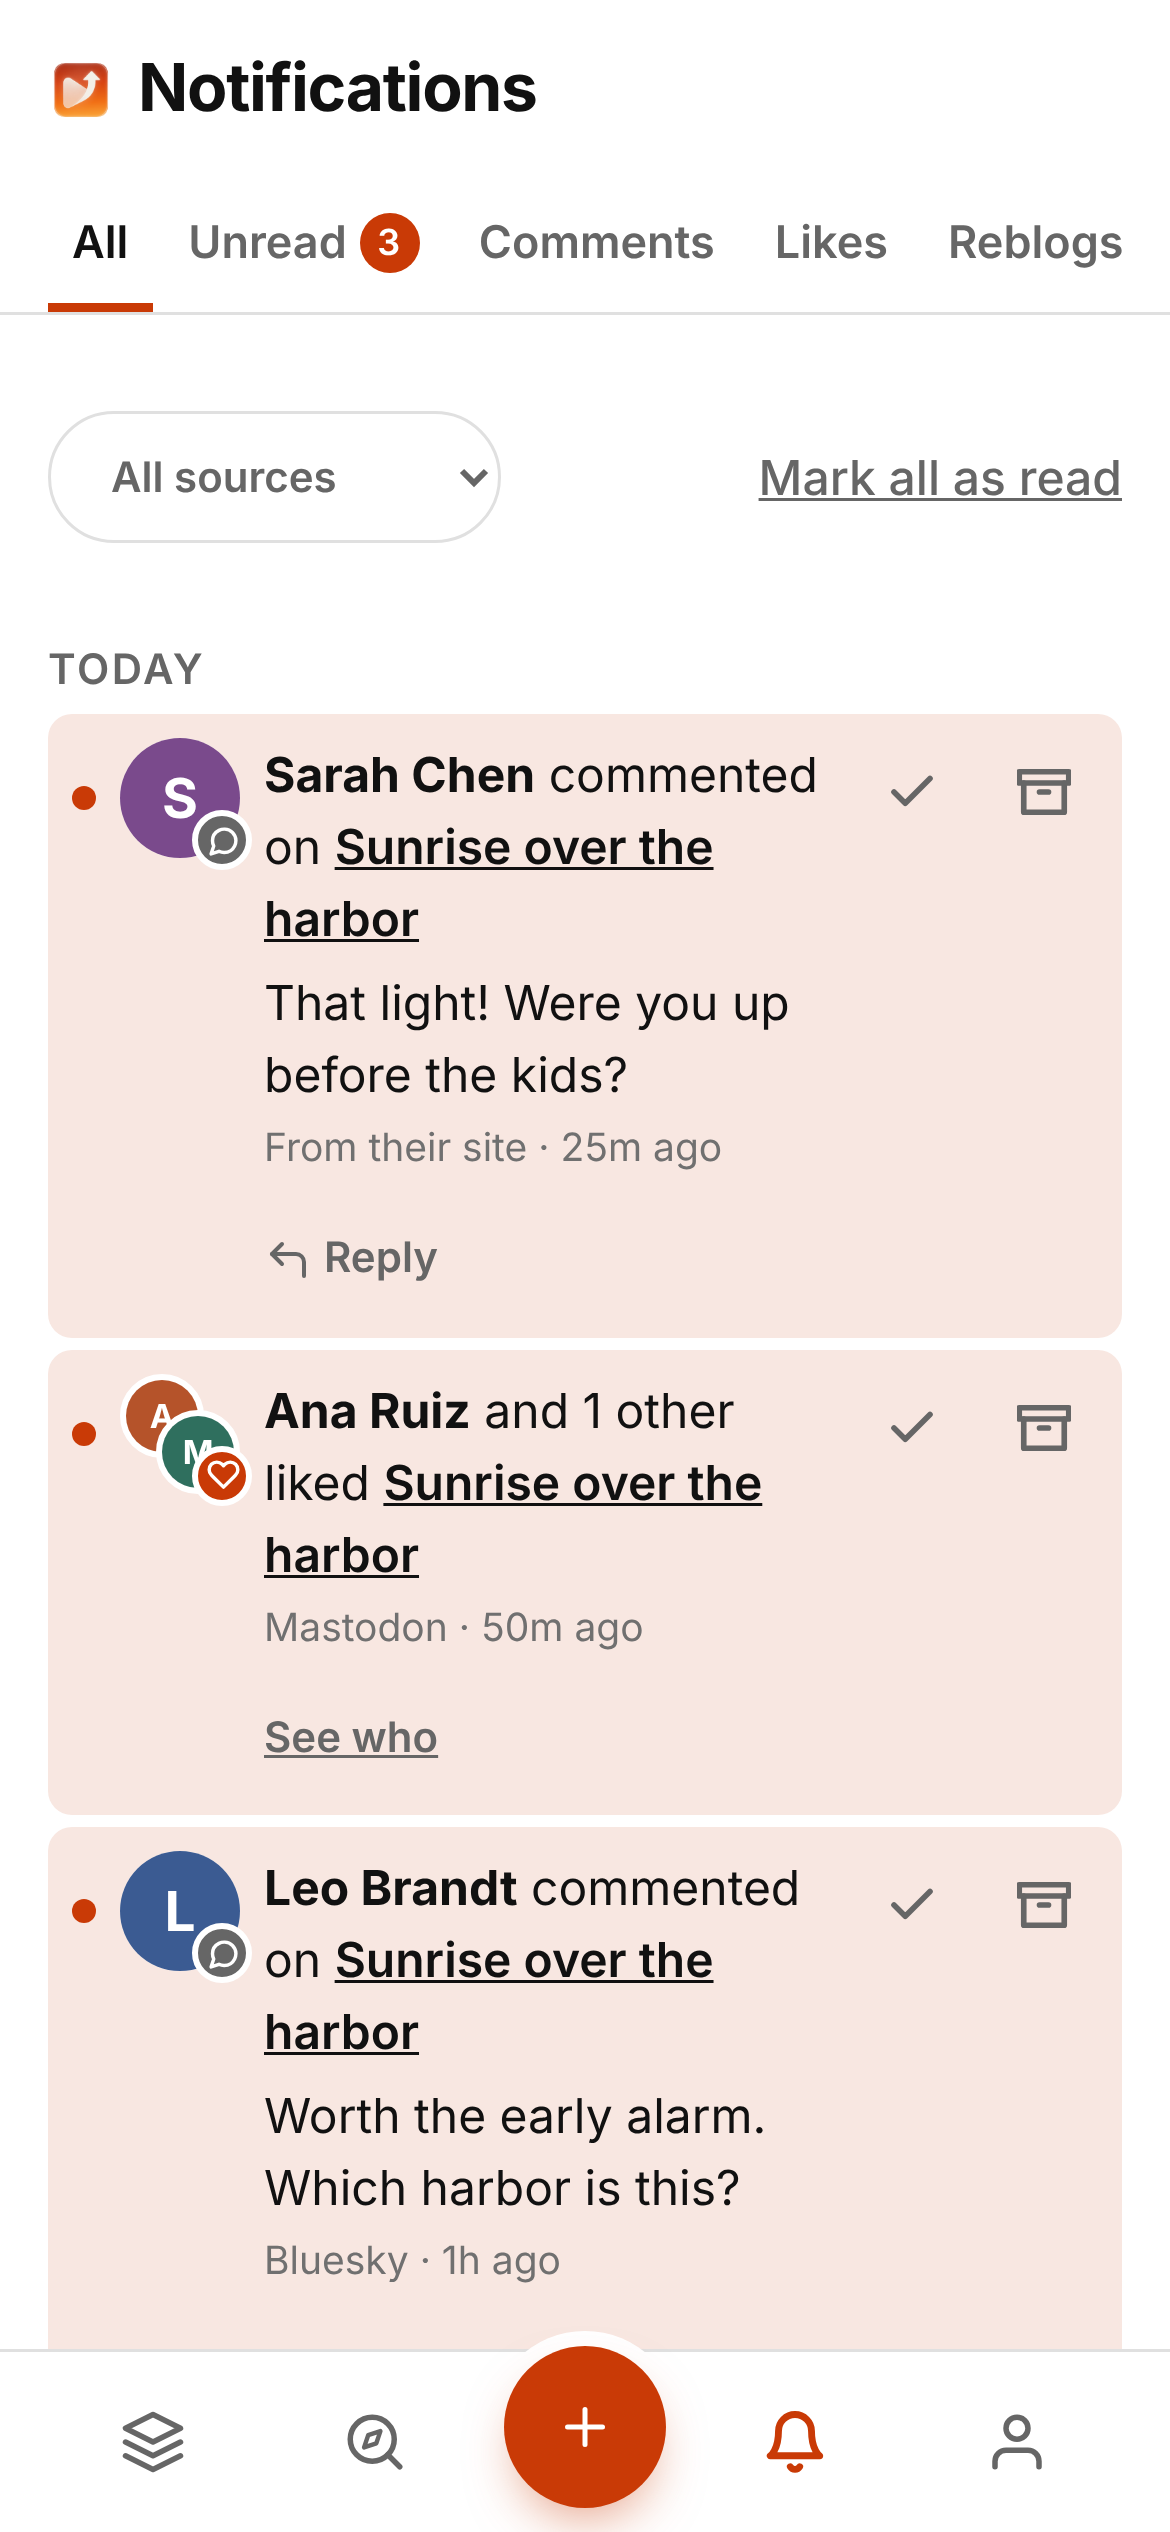 Notifications
All Unread 3 Comments Likes Reblogs
All sources Mark all as read
TODAY
S
Sarah Chen commented
on Sunrise over the
harbor
That light! Were you up
before the kids?
From their site · 25m ago
Reply
A
M
Ana Ruiz and 1 other
liked Sunrise over the
harbor
Mastodon · 50m ago
See who
L
Leo Brandt commented
on Sunrise over the
harbor
Worth the early alarm.
Which harbor is this?
Bluesky · 1h ago